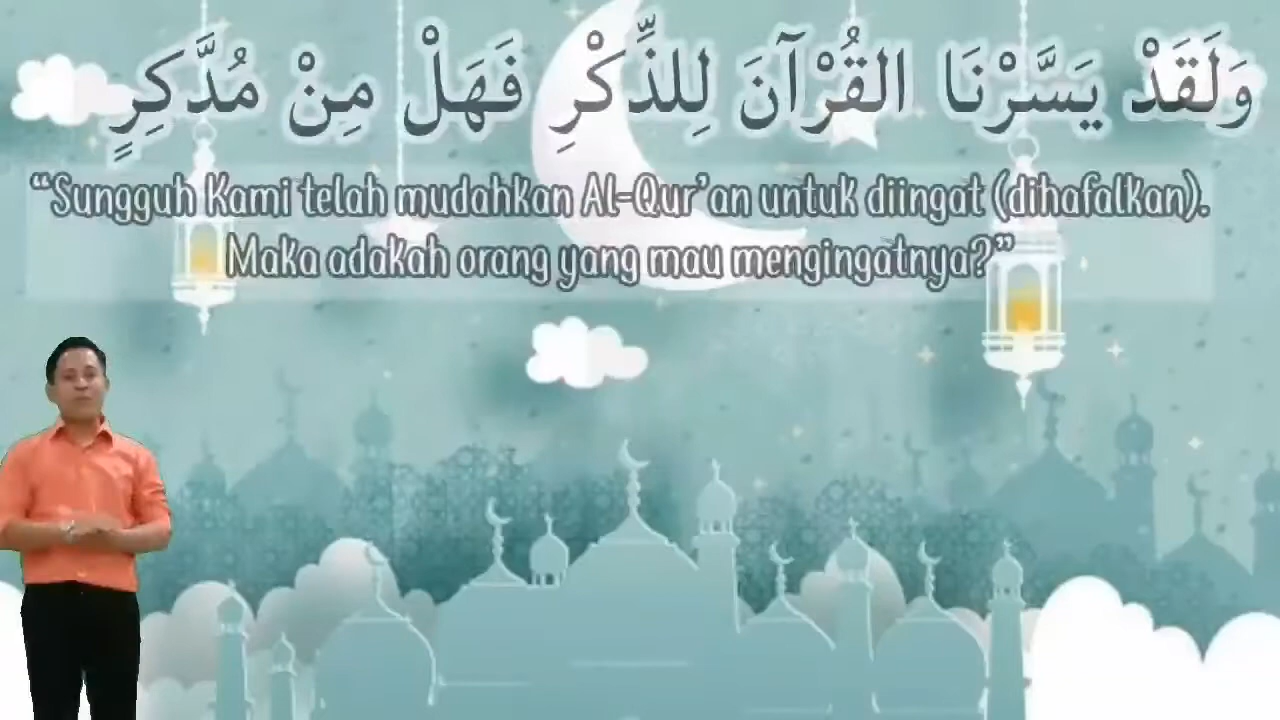 وَلَقَدْ يَسَّرْنَا الْقُرْآنَ لِلذِّكْرِ فَهَلْ مِنْ مُدَّكِرٍ
“Sungguh Kami telah mudahkan Al-Qur’an untuk diingat (dihafalkan).
Maka adakah orang yang mau mengingatnya?”